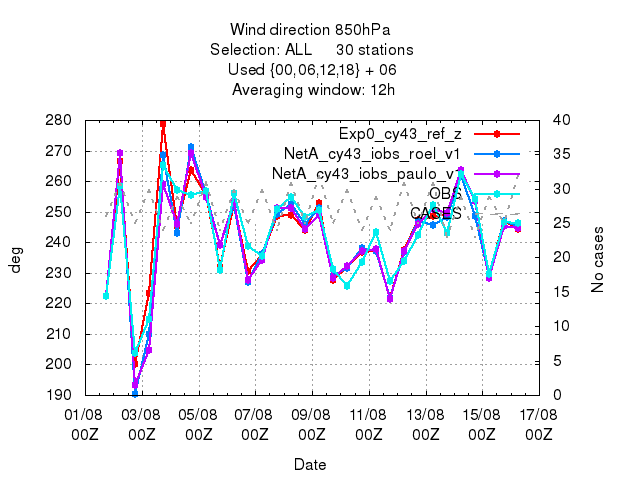 Wind direction 850hPa
Selection: ALL 30 stations
Used {00,06,12,18} + 06
Averaging window: 12h
280 40
Exp0_cy43_ref_z
270 35
NetA_cy43_iobs_roel_v1
NetA_cy43_iobs_paulo_v1
260 30
OBS
250 25
CASES
240
deg
No cases
230 20
220 15
210 10
200 5
190 0
01/08 03/08 05/08 07/08 09/08 11/08 13/08 15/08 17/08
00Z 00Z 00Z 00Z 00Z 00Z 00Z 00Z 00Z
Date